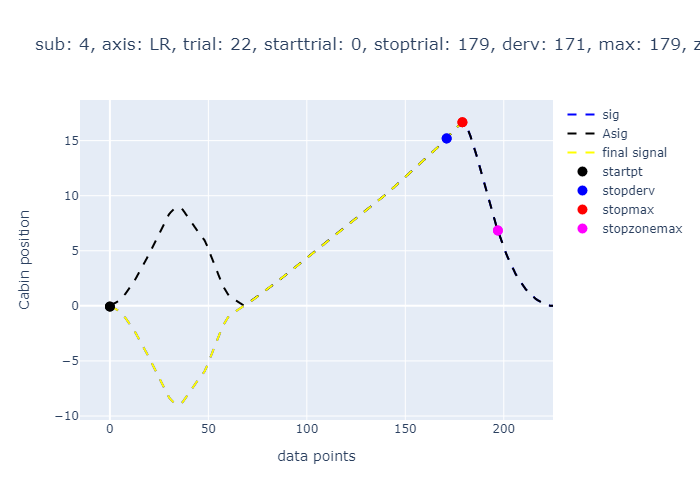 sub: 4, axis: LR, trial: 22, starttrial: 0, stoptrial: 179, derv: 171, max: 179, z
sig
Asig
final signal
startpt
stopderv
stopmax
stopzonemax
15
10
5
0
−5
−10
Cabin position
0 50 100 150 200
data points